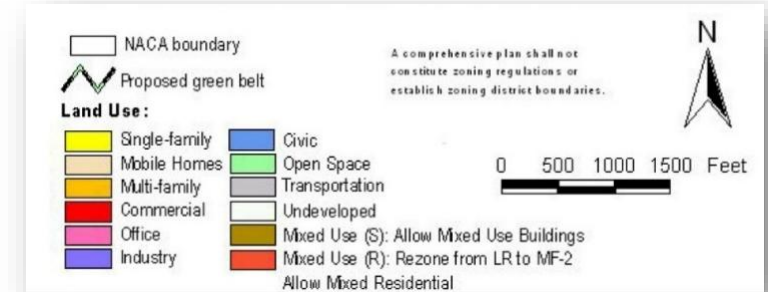 NACA boundary
Proposed green belt
Land Use:
Single-family
Mobile Homes
Multi-family
Commercial
Office
Industry
Civic
Open Space
Transportation
Undeveloped
Mixed Use (S): Allow Mixed Use Buildings
Mixed Use (R): Rezone from LR to MF-2
Allow Mixed Residential
A comprehensive plan shall not
constitute zoning regulations or
establish zoning district boundaries.
N
0 500 1000 1500 Feet